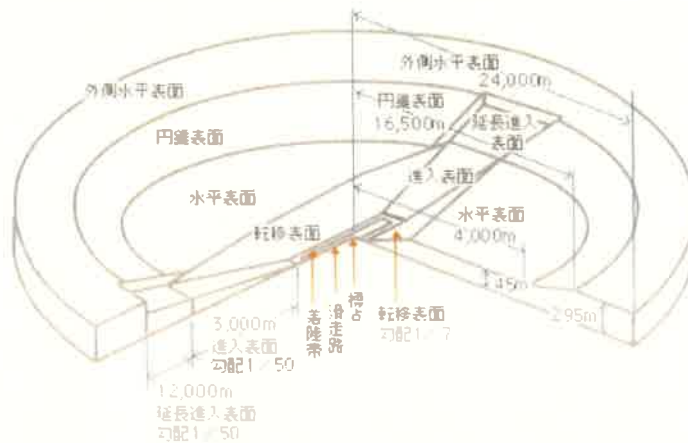 外側水平表面
24,000m
外側水平表面
円錐表面
16,500m
延長進入
表面
円錐表面
進入表面
水平表面
水平表面
4,000m
転移表面
45m
295m
3,000m
進入表面
勾配1/50
着陸帯
滑走路
標点
転移表面
勾配1/7
12,000m
延長進入表面
勾配1/50